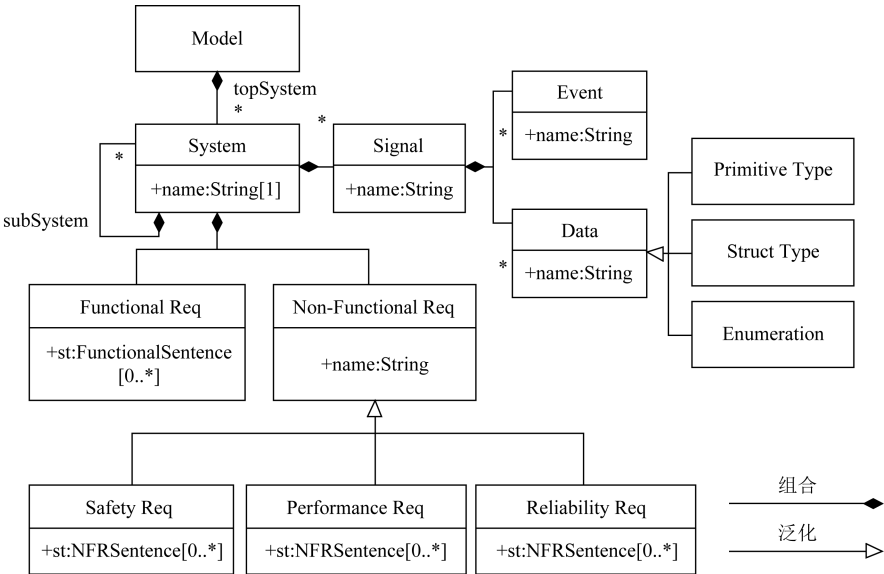 Model
topSystem
*
System
+name:String[1]
*
subSystem
*
Signal
+name:String
*
Event
+name:String
*
Data
+name:String
Primitive Type
Struct Type
Enumeration
Functional Req
+st:FunctionalSentence
[0..*]
Non-Functional Req
+name:String
Safety Req
+st:NFRSentence[0..*]
Performance Req
+st:NFRSentence[0..*]
Reliability Req
+st:NFRSentence[0..*]
组合
泛化